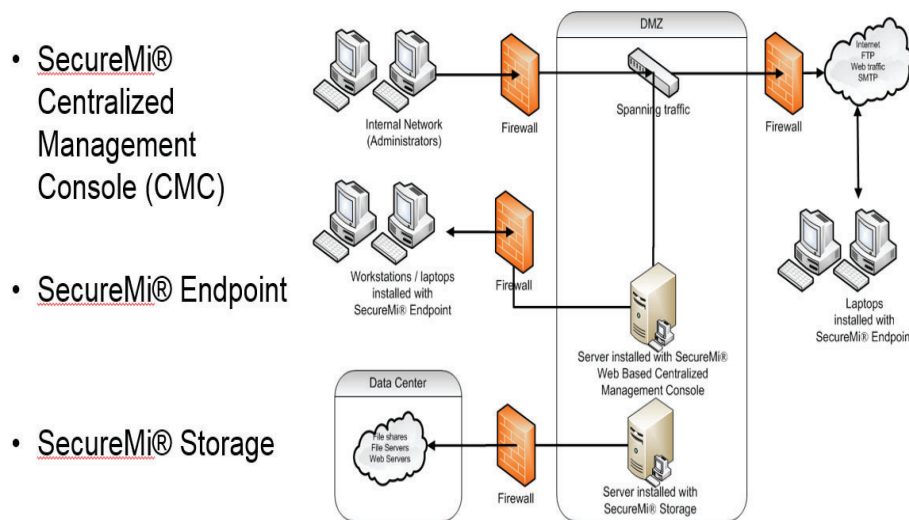 • SecureMi®
Centralized
Management
Console (CMC)
• SecureMi® Endpoint
• SecureMi® Storage
DMZ
Internal Network
(Administrators)
Firewall
Spanning traffic
Firewall
Internet
FTP
Web traffic
SMTP
Workstations / laptops
installed with
SecureMi® Endpoint
Firewall
Laptops
installed with
SecureMi® Endpoint
Server installed with SecureMi®
Web Based Centralized
Management Console
Data Center
File shares
File Servers
Web Servers
Firewall
Server installed with
SecureMi® Storage